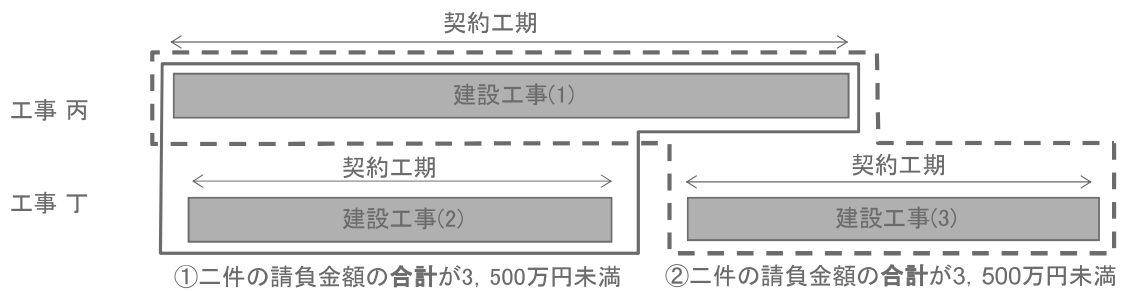 契約工期
工事 丙
建設工事(1)
契約工期
契約工期
工事 丁
建設工事(2)
建設工事(3)
①二件の請負金額の合計が3,500万円未満
②二件の請負金額の合計が3,500万円未満